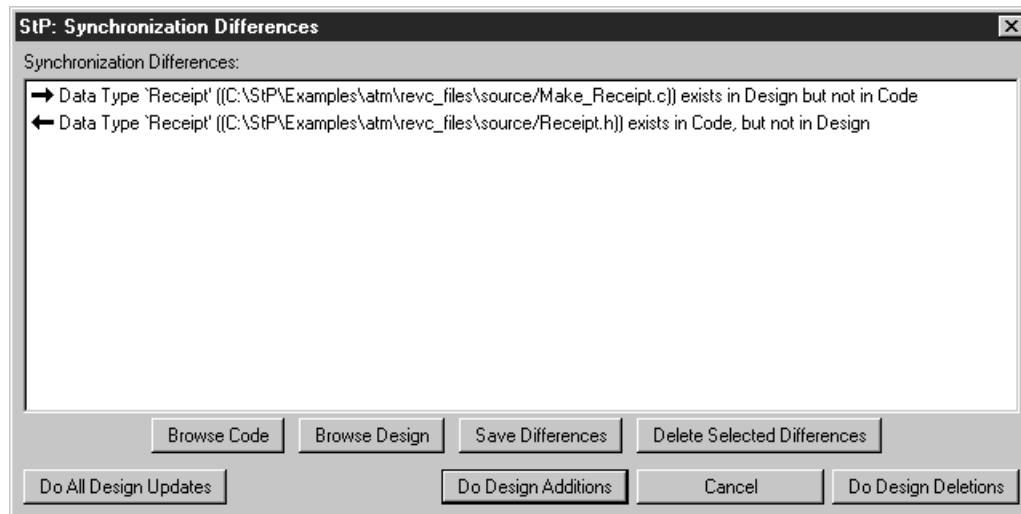 StP: Synchronization Differences
Synchronization Differences:
Data Type `Receipt' ((C:\StP\Examples\atm\revc_files\source/Make_Receipt.c)) exists in Design but not in Code
Data Type `Receipt' ((C:\StP\Examples\atm\revc_files\source/Receipt.h)) exists in Code, but not in Design
Browse Code Browse Design Save Differences Delete Selected Differences
Do All Design Updates Do Design Additions Cancel Do Design Deletions